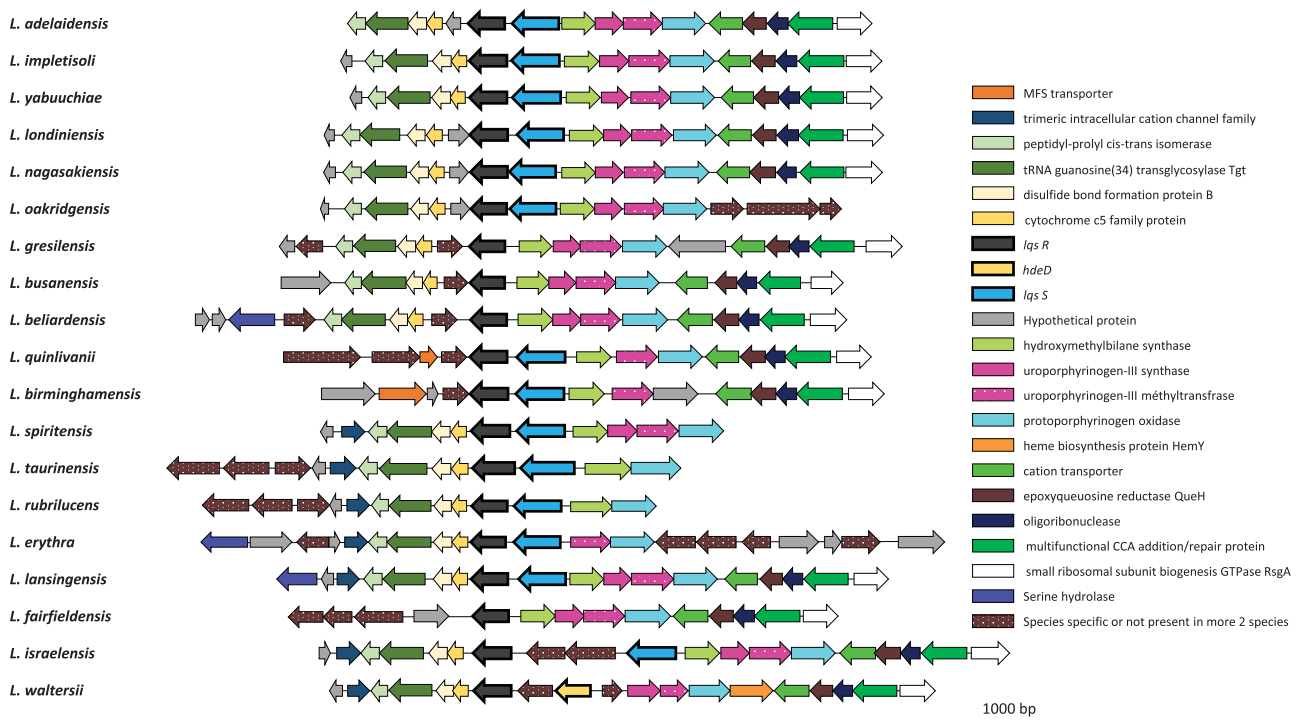 L. adelaidensis
L. impletisoli
L. yabuuchiae
L. londiniensis
L. nagasakiensis
L. oakridgensis
L. gresilensis
L. busanensis
L. beliardensis
L. quinlivanii
L. birminghamensis
L. spiritensis
L. taurinensis
L. rubrilucens
L. erythra
L. lansingensis
L. fairfieldensis
L. israelensis
L. waltersii
MFS transporter
trimeric intracellular cation channel family
peptidyl-prolyl cis-trans isomerase
tRNA guanosine(34) transglycosylase Tgt
disulfide bond formation protein B
cytochrome c5 family protein
lqs R
hdeD
lqs S
Hypothetical protein
hydroxymethylbilane synthase
uroporphyrinogen-III synthase
uroporphyrinogen-III méthyltransfrase
protoporphyrinogen oxidase
heme biosynthesis protein HemY
cation transporter
epoxyqueuosine reductase QueH
oligoribonuclease
multifunctional CCA addition/repair protein
small ribosomal subunit biogenesis GTPase RsgA
Serine hydrolase
Species specific or not present in more 2 species
1000 bp